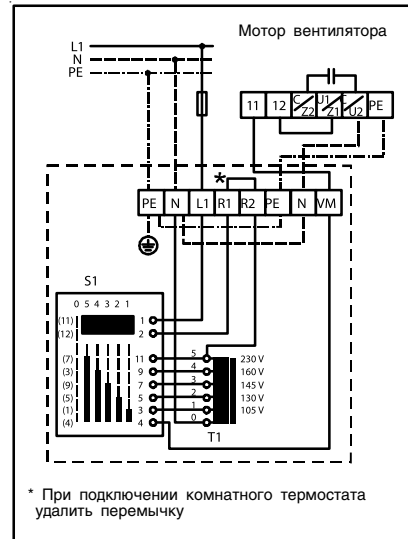 Мотор вентилятора
L1
N
PE
11 12 C Z2 U1 Z1 C U2 PE
*
PE N L1 R1 R2 PE N VM
S1
0 5 4 3 2 1
(11) 1
(12) 2
(7) 11 5 230 V
(3) 9 4 160 V
(9) 7 3 145 V
(5) 5 2 130 V
(1) 3 1 105 V
(4) 4 0
T1
* При подключении комнатного термостата
удалить перемычку